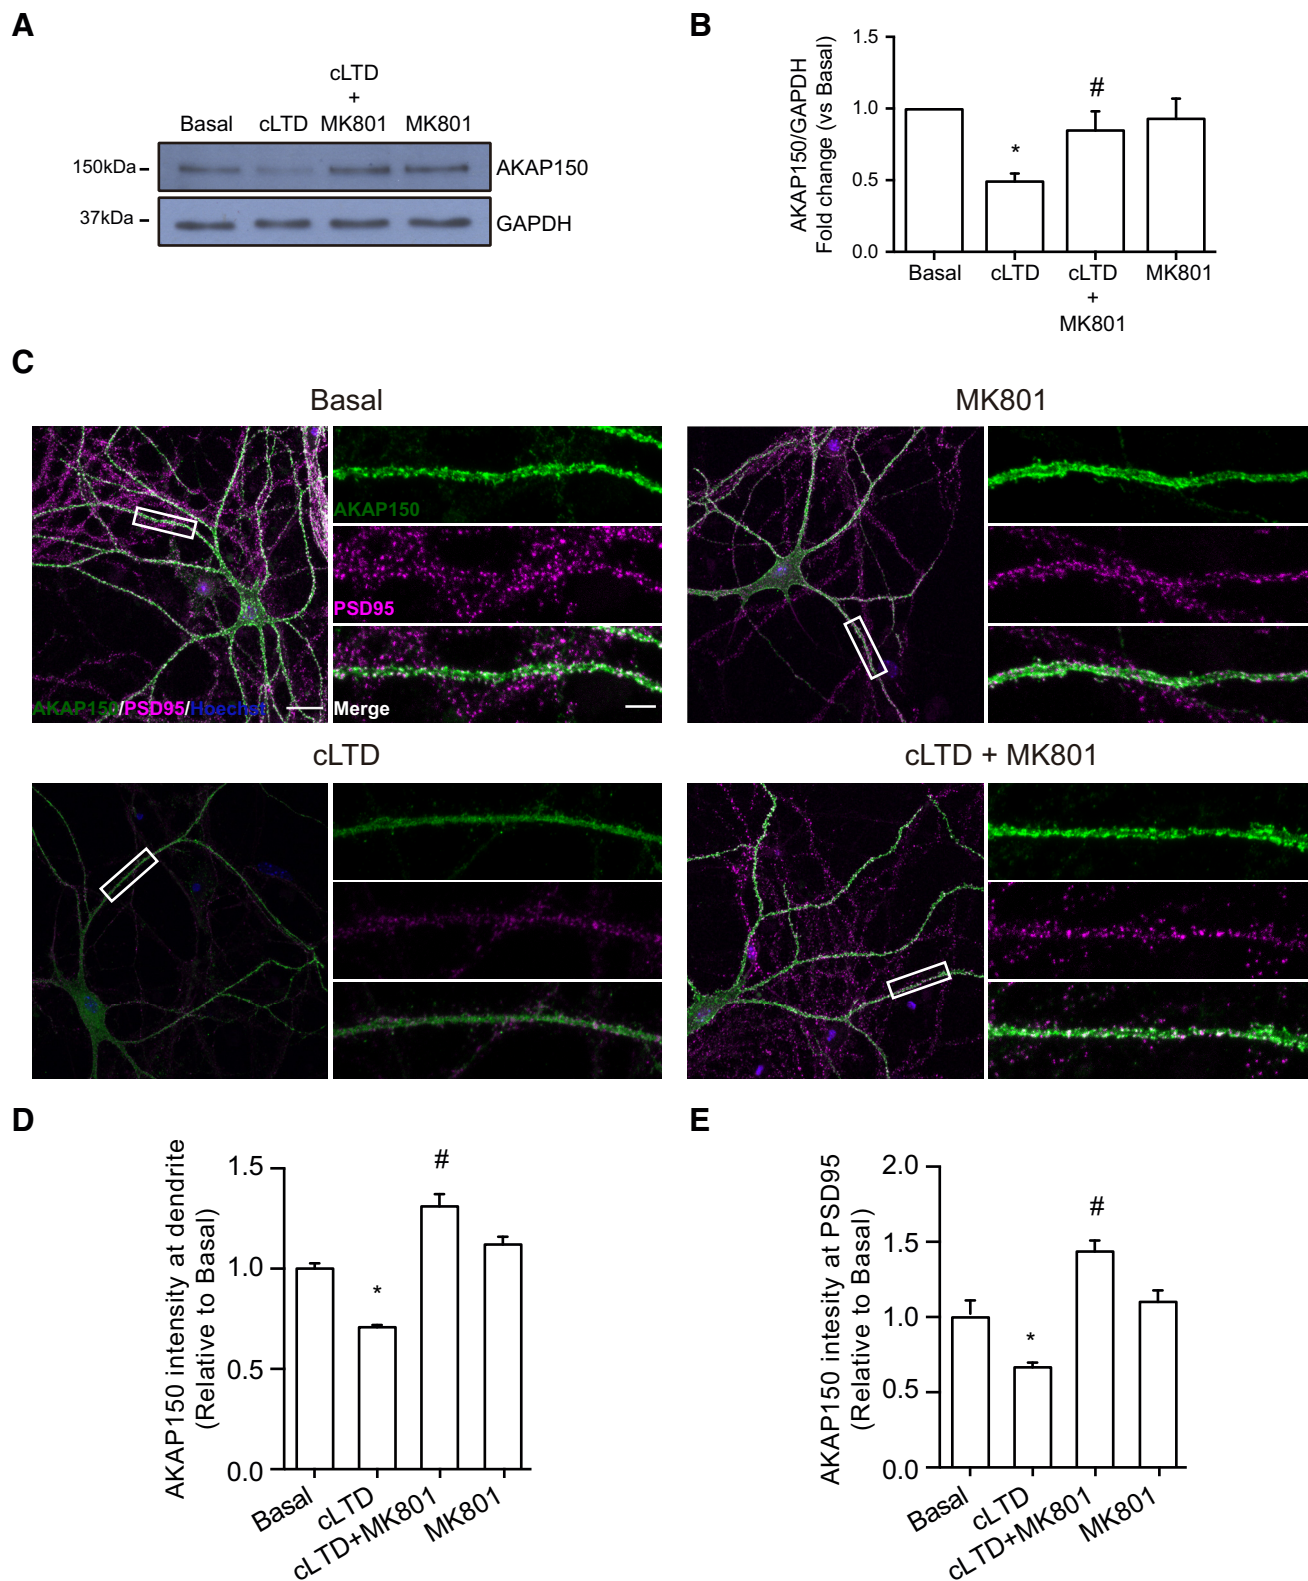 A
cLTD
+
Basal cLTD MK801 MK801
150kDa
AKAP150
37kDa
GAPDH
B
AKAP150/GAPDH
Fold change (vs Basal)
1.5
1.0
0.5
0.0
*
#
Basal
cLTD
cLTD
+
MK801
MK801
C
Basal
AKAP150
PSD95
AKAP150/PSD95/Hoechst
Merge
MK801
cLTD
cLTD + MK801
D
AKAP150 intensity at dendrite
(Relative to Basal)
1.5
1.0
0.5
0.0
*
#
Basal
cLTD
cLTD+MK801
MK801
E
AKAP150 intesity at PSD95
(Relative to Basal)
2.0
1.5
1.0
0.5
0.0
*
#
Basal
cLTD
cLTD+MK801
MK801